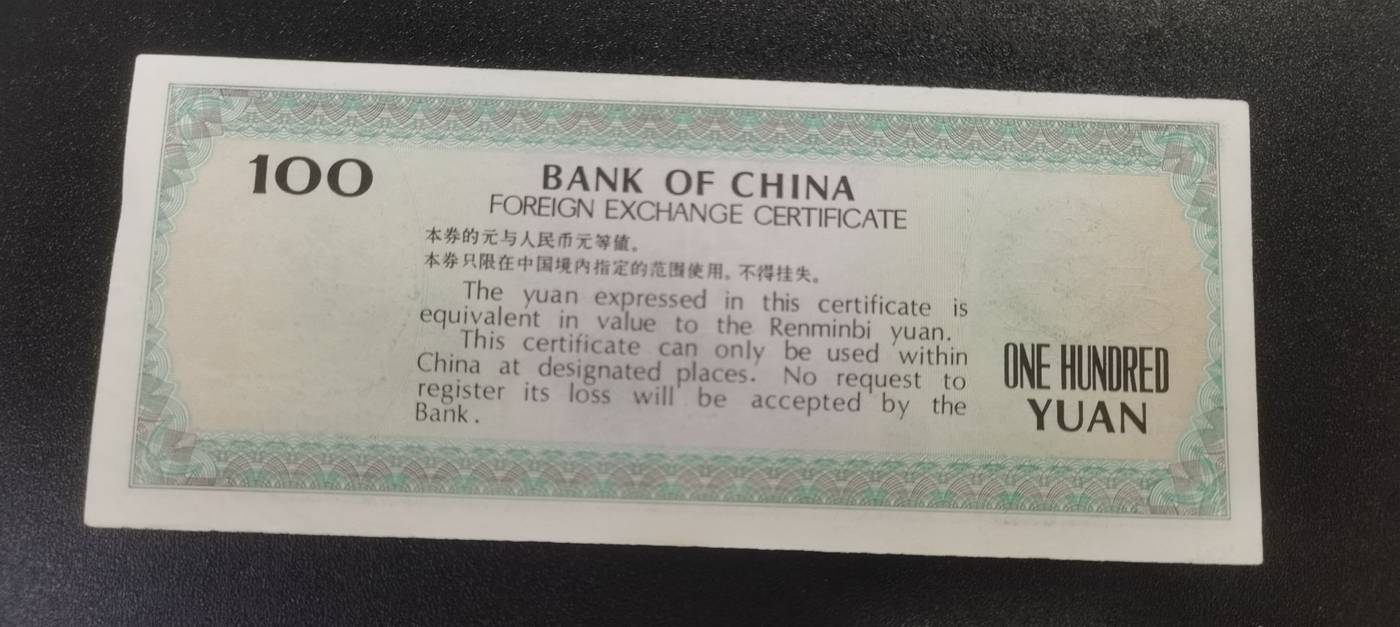 100
BANK OF CHINA
FOREIGN EXCHANGE CERTIFICATE
本券的元与人民币元等值。
本券只限在中国境内指定的范围使用。不得挂失。
The yuan expressed in this certificate is
equivalent in value to the Renminbi yuan.
This certificate can only be used within
China at designated places. No request to
register its loss will be accepted by the
Bank.
ONE HUNDRED
YUAN